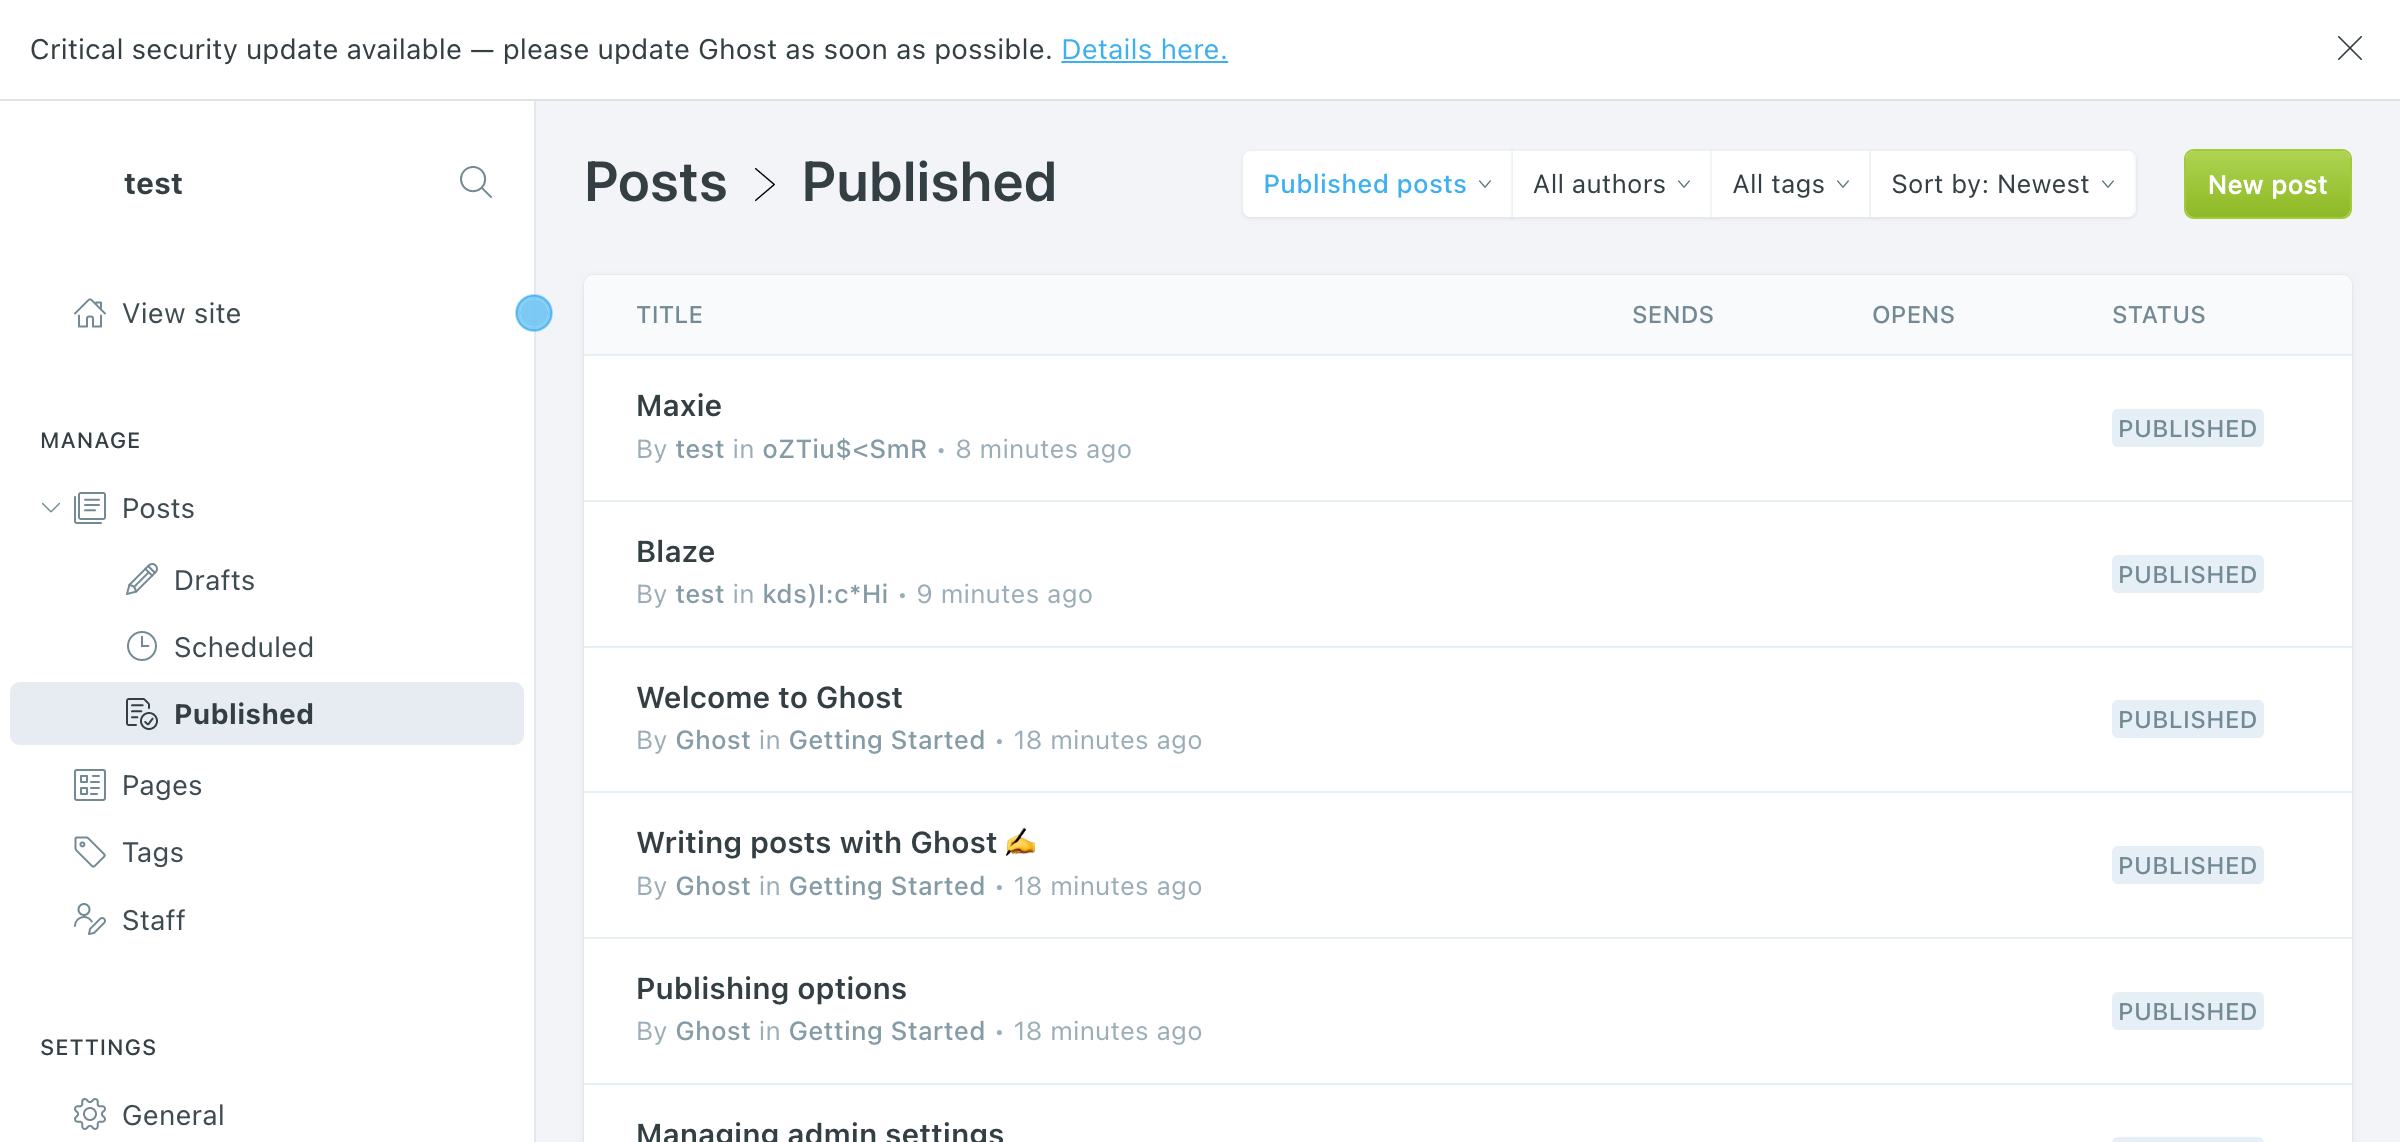 Critical security update available — please update Ghost as soon as possible. Details here.
test
View site
MANAGE
Posts
Drafts
Scheduled
Published
Pages
Tags
Staff
SETTINGS
General
Posts > Published
Published posts
All authors
All tags
Sort by: Newest
New post
TITLE SENDS OPENS STATUS
Maxie
By test in oZTiu$<SmR • 8 minutes ago
PUBLISHED
Blaze
By test in kds)I:c*Hi • 9 minutes ago
PUBLISHED
Welcome to Ghost
By Ghost in Getting Started • 18 minutes ago
PUBLISHED
Writing posts with Ghost ✍️
By Ghost in Getting Started • 18 minutes ago
PUBLISHED
Publishing options
By Ghost in Getting Started • 18 minutes ago
PUBLISHED
Managing admin settings